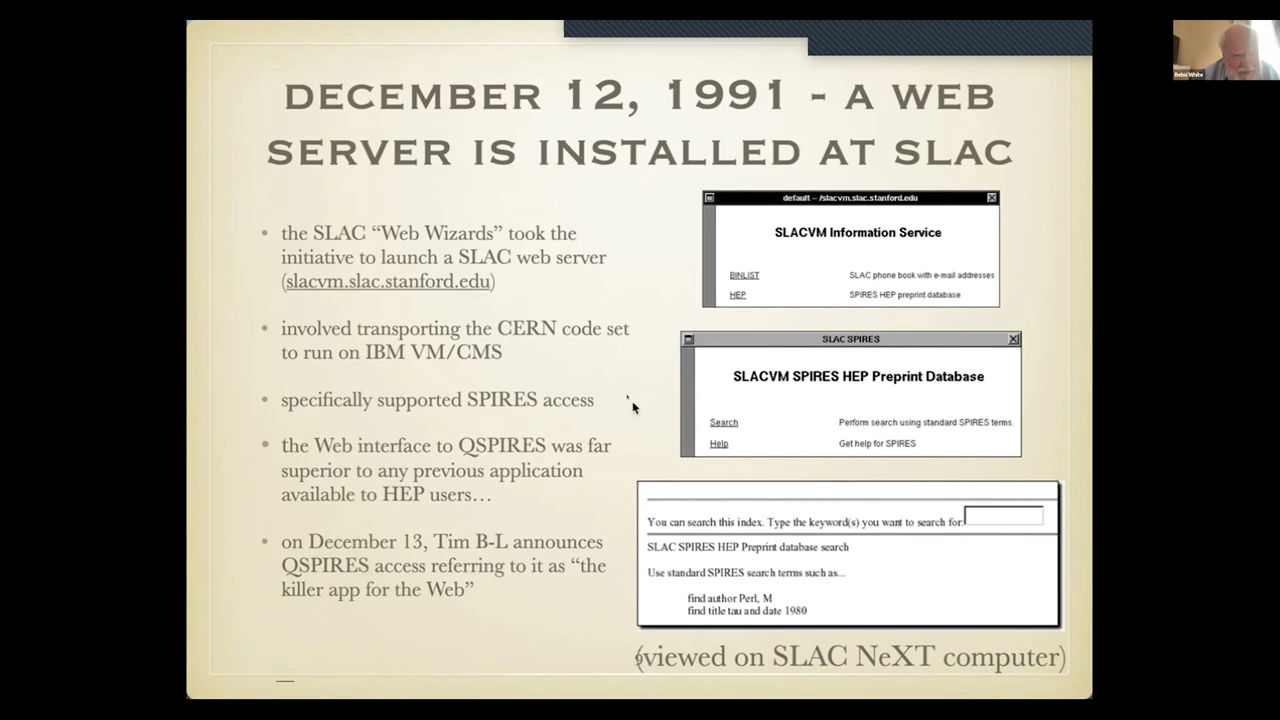 DECEMBER 12, 1991 - A WEB
SERVER IS INSTALLED AT SLAC
• the SLAC “Web Wizards” took the
initiative to launch a SLAC web server
(slacvm.slac.stanford.edu)
• involved transporting the CERN code set
to run on IBM VM/CMS
• specifically supported SPIRES access
• the Web interface to QSPIRES was far
superior to any previous application
available to HEP users…
• on December 13, Tim B-L announces
QSPIRES access referring to it as “the
killer app for the Web”
default – /slacvm.slac.stanford.edu
SLACVM Information Service
BINLIST SLAC phone book with e-mail addresses
HEP SPIRES HEP preprint database
SLAC SPIRES
SLACVM SPIRES HEP Preprint Database
Search Perform search using standard SPIRES terms.
Help Get help for SPIRES
You can search this index. Type the keyword(s) you want to search for:
SLAC SPIRES HEP Preprint database search
Use standard SPIRES search terms such as...
find author Perl, M
find title tau and date 1980
(viewed on SLAC NeXT computer)
9
Bebo White